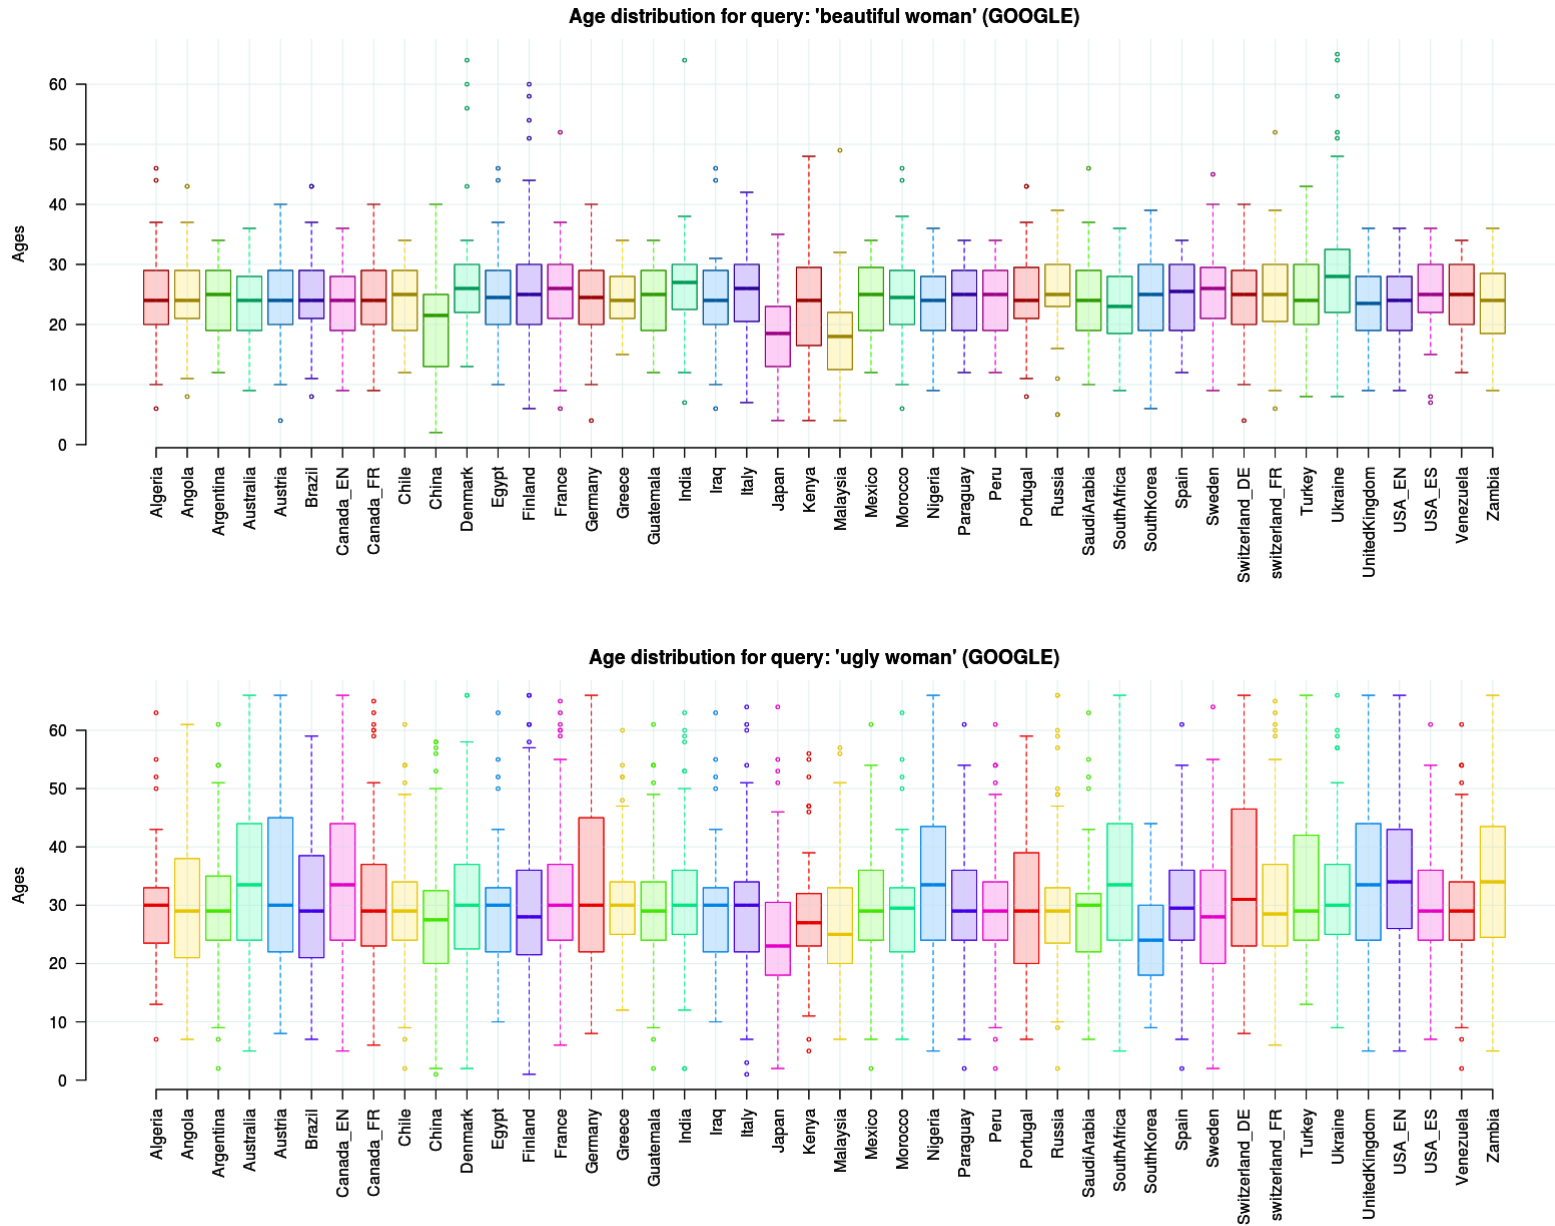 Age distribution for query: 'beautiful woman' (GOOGLE)
Ages
60
50
40
30
20
10
0
Algeria
Angola
Argentina
Australia
Austria
Brazil
Canada_EN
Canada_FR
Chile
China
Denmark
Egypt
Finland
France
Germany
Greece
Guatemala
India
Iraq
Italy
Japan
Kenya
Malaysia
Mexico
Morocco
Nigeria
Paraguay
Peru
Portugal
Russia
SaudiArabia
SouthAfrica
SouthKorea
Spain
Sweden
Switzerland_DE
switzerland_FR
Turkey
Ukraine
UnitedKingdom
USA_EN
USA_ES
Venezuela
Zambia
Age distribution for query: 'ugly woman' (GOOGLE)
Ages
60
50
40
30
20
10
0
Algeria
Angola
Argentina
Australia
Austria
Brazil
Canada_EN
Canada_FR
Chile
China
Denmark
Egypt
Finland
France
Germany
Greece
Guatemala
India
Iraq
Italy
Japan
Kenya
Malaysia
Mexico
Morocco
Nigeria
Paraguay
Peru
Portugal
Russia
SaudiArabia
SouthAfrica
SouthKorea
Spain
Sweden
Switzerland_DE
switzerland_FR
Turkey
Ukraine
UnitedKingdom
USA_EN
USA_ES
Venezuela
Zambia